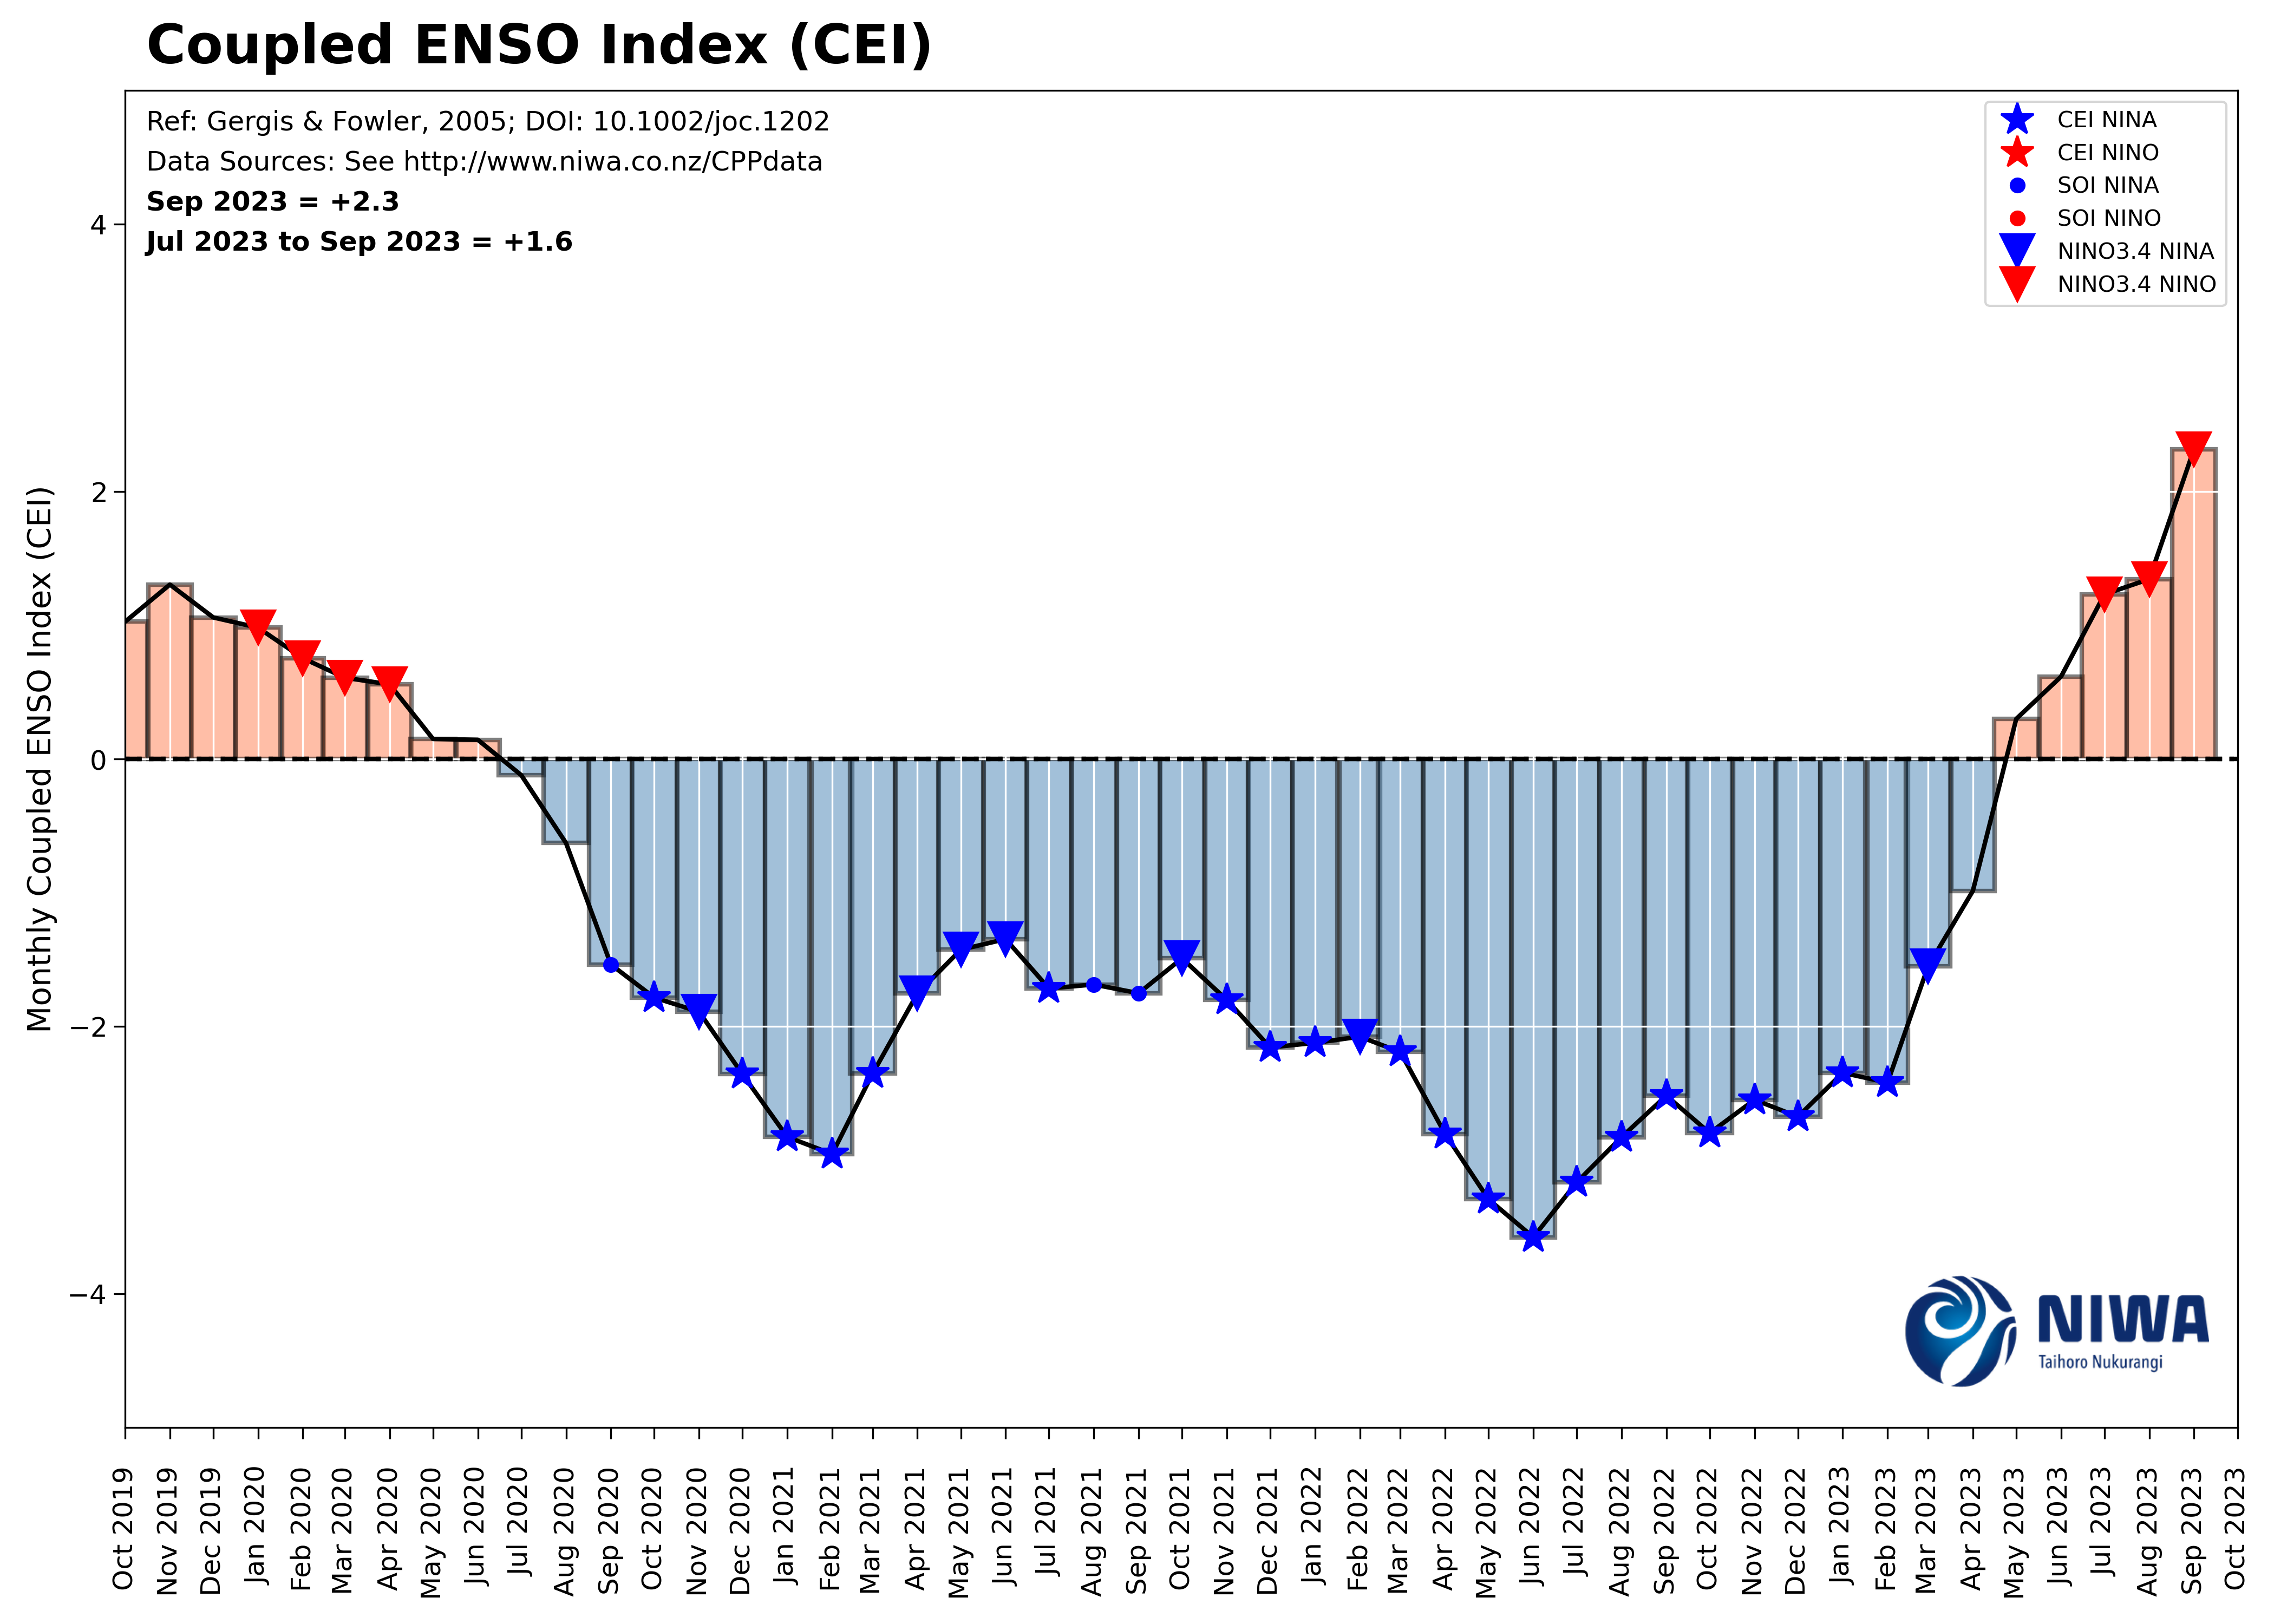 Coupled ENSO Index (CEI)
Ref: Gergis & Fowler, 2005; DOI: 10.1002/joc.1202
Data Sources: See http://www.niwa.co.nz/CPPdata
Sep 2023 = +2.3
Jul 2023 to Sep 2023 = +1.6
CEI NINA
CEI NINO
SOI NINA
SOI NINO
NINO3.4 NINA
NINO3.4 NINO
Monthly Coupled ENSO Index (CEI)
4
2
0
−2
−4
NIWA
Taihoro Nukurangi
Oct 2019
Nov 2019
Dec 2019
Jan 2020
Feb 2020
Mar 2020
Apr 2020
May 2020
Jun 2020
Jul 2020
Aug 2020
Sep 2020
Oct 2020
Nov 2020
Dec 2020
Jan 2021
Feb 2021
Mar 2021
Apr 2021
May 2021
Jun 2021
Jul 2021
Aug 2021
Sep 2021
Oct 2021
Nov 2021
Dec 2021
Jan 2022
Feb 2022
Mar 2022
Apr 2022
May 2022
Jun 2022
Jul 2022
Aug 2022
Sep 2022
Oct 2022
Nov 2022
Dec 2022
Jan 2023
Feb 2023
Mar 2023
Apr 2023
May 2023
Jun 2023
Jul 2023
Aug 2023
Sep 2023
Oct 2023